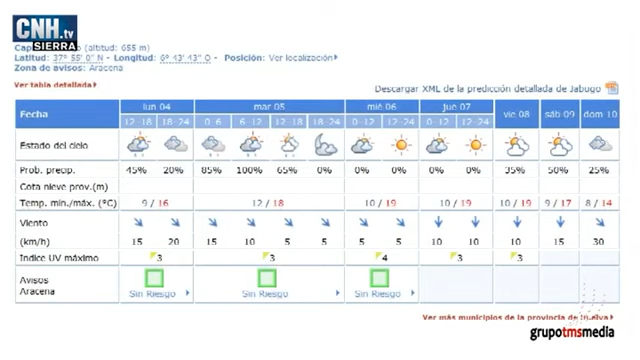 CNH.tv
SIERRA
(altitud: 655 m)
Latitud: 37° 55' 0'' N - Longitud: 6° 43' 43'' O - Posición: Ver localización
Zona de avisos: Aracena
Ver tabla detallada
Descargar XML de la predicción detallada de Jabugo
Fecha lun 04 mar 05 mié 06 jue 07 vie 08 sáb 09 dom 10
12-18 18-24 0-6 6-12 12-18 18-24 0-12 12-24 0-12 12-24
Estado del cielo
Prob. precip. 45% 20% 85% 100% 65% 0% 0% 0% 0% 0% 35% 50% 25%
Cota nieve prov.(m)
Temp. mín./máx. (°C) 9 / 16 12 / 18 10 / 19 10 / 19 10 / 19 9 / 17 8 / 14
Viento
(km/h) 15 20 15 10 5 5 5 5 10 10 10 15 30
Indice UV máximo 3 3 4 3 3
Avisos
Aracena
Sin Riesgo Sin Riesgo Sin Riesgo
Ver más municipios de la provincia de Huelva
grupotmsmedia